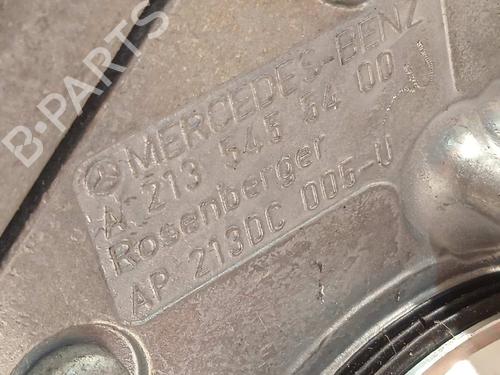 B-PARTS
MERCEDES-BENZ
A 213 545 54 00
Rosenberger
AP 213DC 005-U